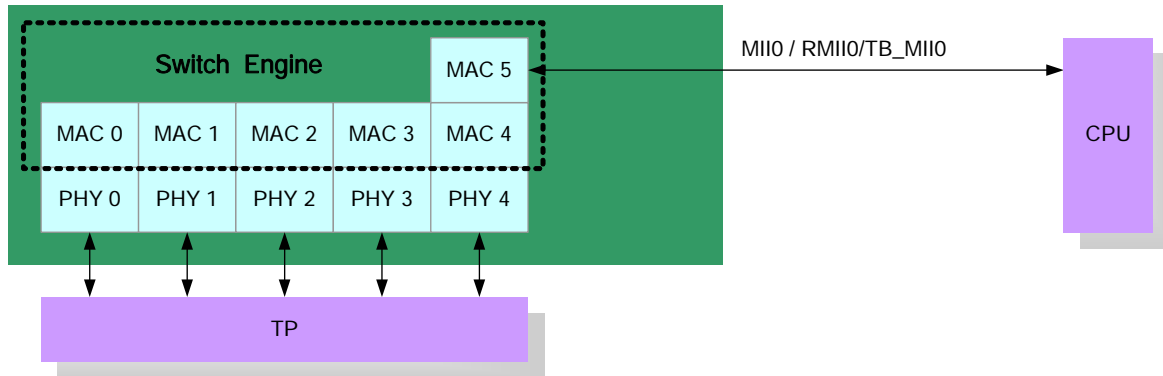 MII0 / RMII0/TB_MII0
Switch Engine
MAC 5
MAC 0
MAC 1
MAC 2
MAC 3
MAC 4
CPU
PHY 0
PHY 1
PHY 2
PHY 3
PHY 4
TP